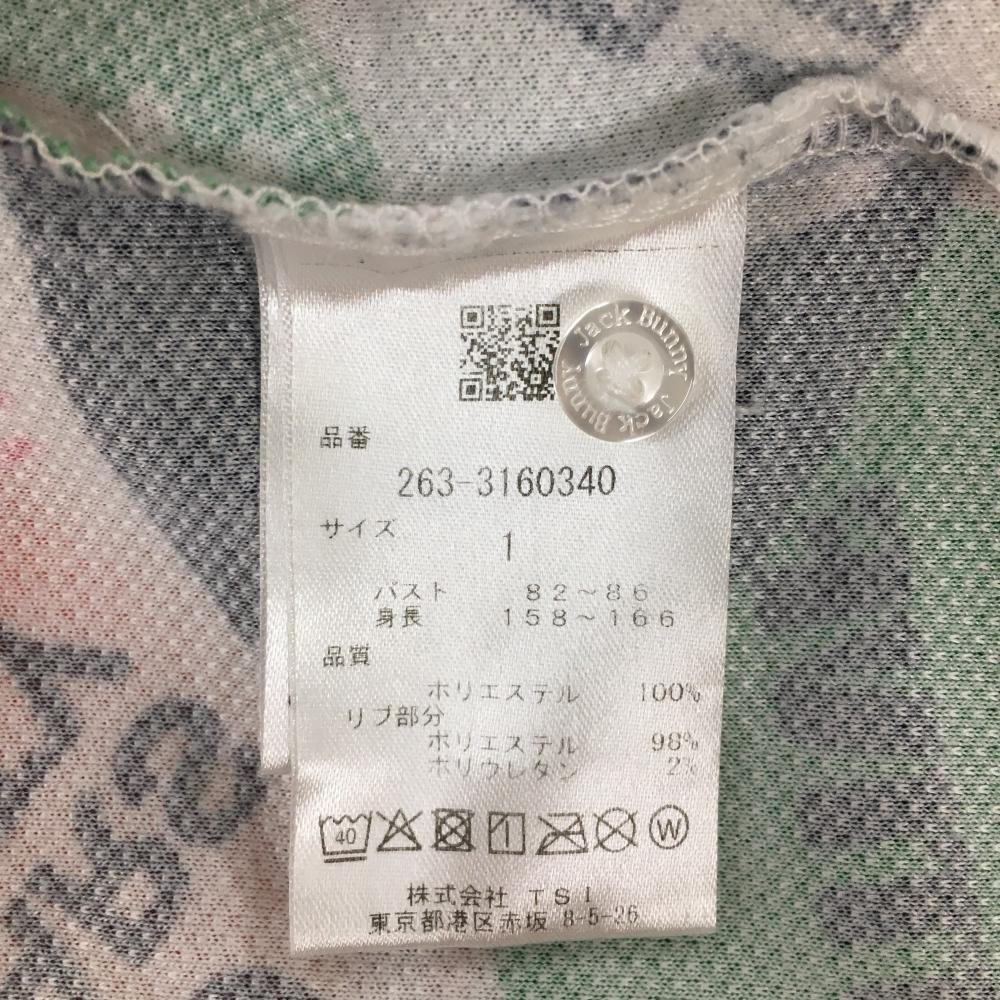 Jack Bunny
Jack Bunny
品番
263-3160340
サイズ
1
バスト 82~86
身長 158~166
品質
ポリエステル 100%
リブ部分
ポリエステル 98%
ポリウレタン 2%
40
W
株式会社 TSI
東京都港区赤坂 8-5-26